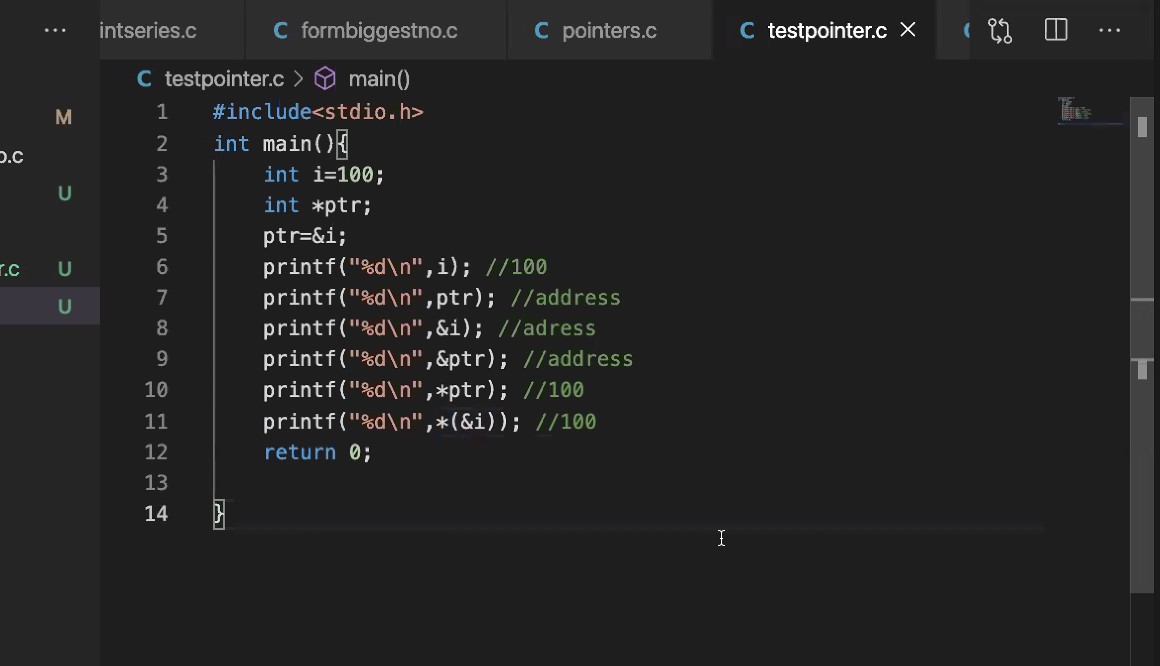 intseries.c C formbiggestno.c C pointers.c C testpointer.c
C testpointer.c > main()
M
o.c
U
r.c U
U
1 #include<stdio.h>
2 int main(){
3 int i=100;
4 int *ptr;
5 ptr=&i;
6 printf("%d\n",i); //100
7 printf("%d\n",ptr); //address
8 printf("%d\n",&i); //adress
9 printf("%d\n",&ptr); //address
10 printf("%d\n",*ptr); //100
11 printf("%d\n",*(&i)); //100
12 return 0;
13
14 }